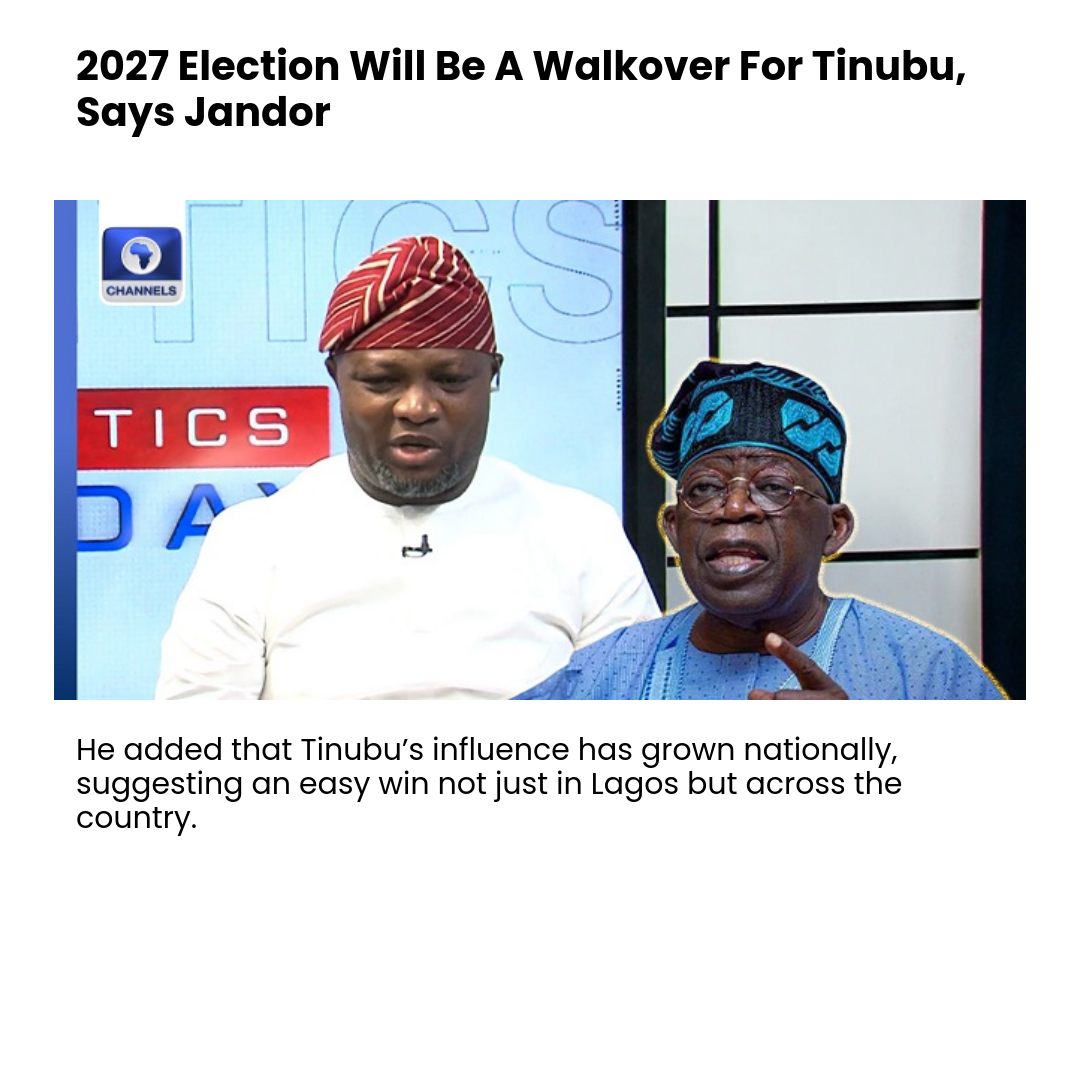 2027 Election Will Be A Walkover For Tinubu,
Says Jandor
TICS
CHANNELS
TICS
DAY
He added that Tinubu’s influence has grown nationally,
suggesting an easy win not just in Lagos but across the
country.